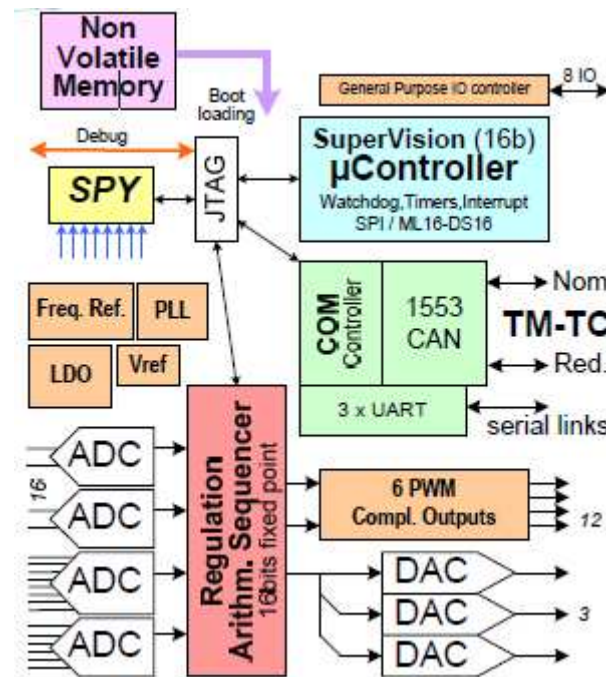 Non
Volatile
Memory
Boot
loading
General Purpose IO controller
8 IO
Debug
SPY
JTAG
SuperVision (16b)
µController
Watchdog,Timers,Interrupt
SPI / ML16-DS16
Freq. Ref.
PLL
LDO
Vref
COM
Controller
1553
CAN
Nom
TM-TC
Red.
3 x UART
serial links
ADC
16
ADC
ADC
ADC
Regulation
Arithm. Sequencer
16bits fixed point
6 PWM
Compl. Outputs
12
DAC
DAC
3
DAC